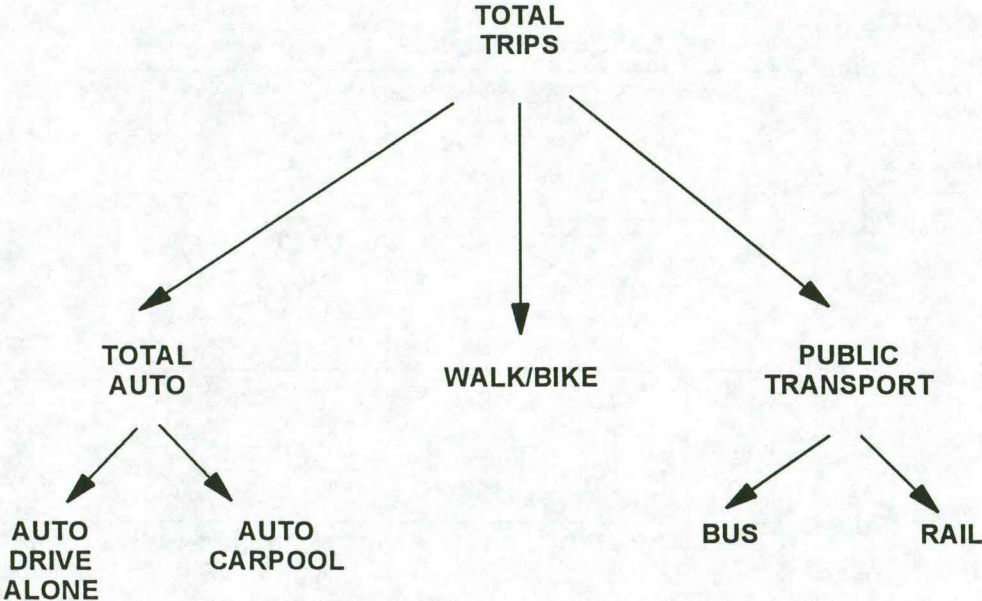 TOTAL
TRIPS
TOTAL
AUTO
WALK/BIKE
PUBLIC
TRANSPORT
AUTO
DRIVE
ALONE
AUTO
CARPOOL
BUS
RAIL